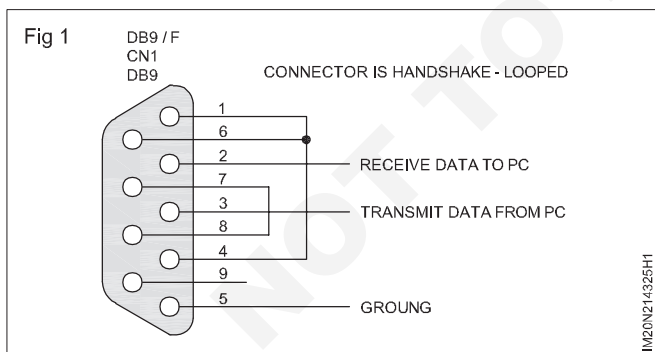 Fig 1
DB9 / F
CN1
DB9
CONNECTOR IS HANDSHAKE - LOOPED
1
6
2
RECEIVE DATA TO PC
7
3
TRANSMIT DATA FROM PC
8
4
9
5
GROUNG
IM20N214325H1
NOT TO